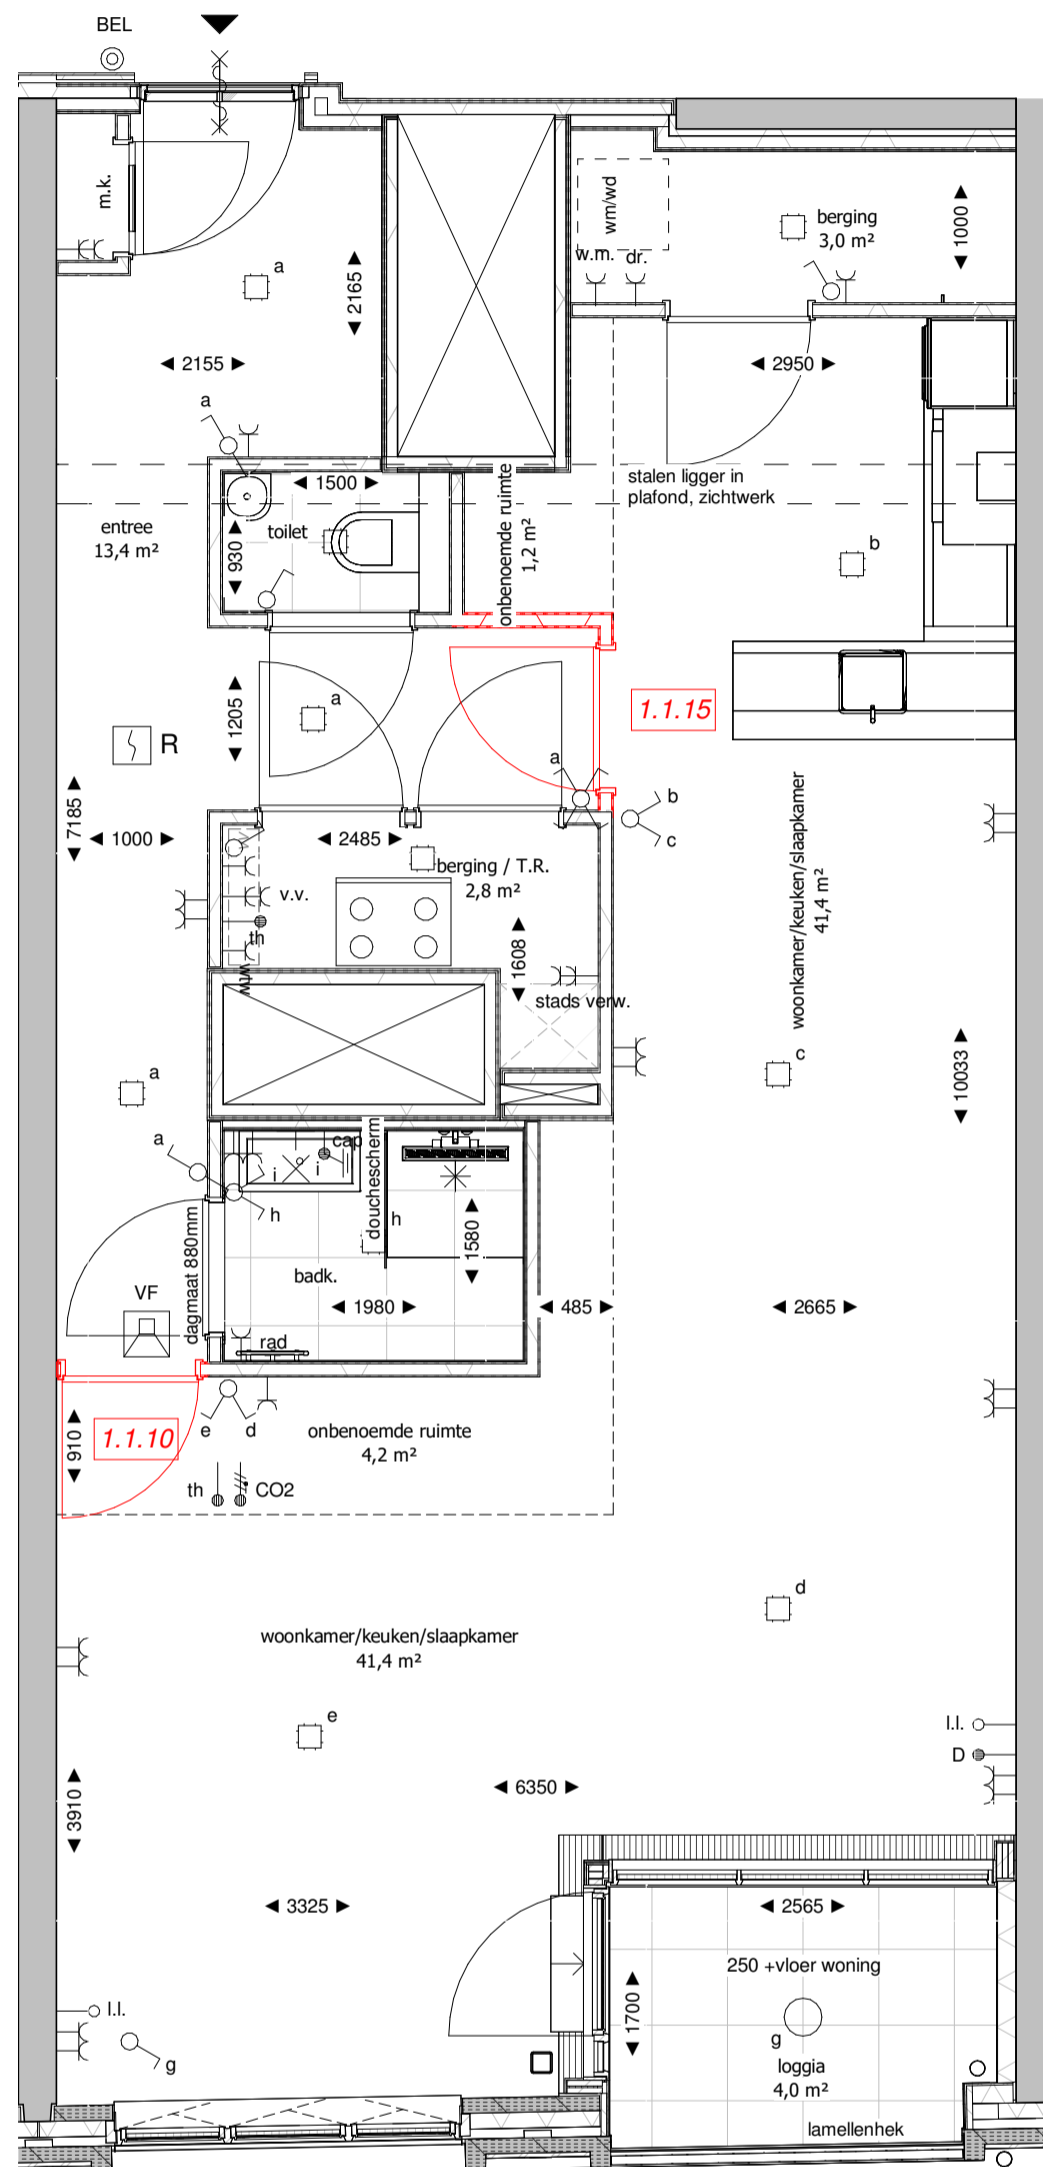 BEL
m.k.
wm/wd
berging
3,0 m²
1000
w.m.
dr.
a
2165
2155
2950
a
stalen ligger in
plafond, zichtwerk
1500
onbenoemde ruimte
1,2 m²
entree
13,4 m²
930
toilet
b
1205
a
1.1.15
R
a
b
c
7185
1000
2485
berging / T.R.
2,8 m²
v.v.
th
wtw
1608
stads verw.
woonkamer/keuken/slaapkamer
41,4 m²
c
10033
a
a
cap
i
i
douchescherm
h
h
1580
dagmaat 880mm
badk.
VF
1980
485
2665
rad
910
1.1.10
e
d
onbenoemde ruimte
4,2 m²
th
CO2
d
woonkamer/keuken/slaapkamer
41,4 m²
e
l.l.
D
6350
3910
3325
2565
250 +vloer woning
1700
l.l.
g
g
loggia
4,0 m²
lamellenhek